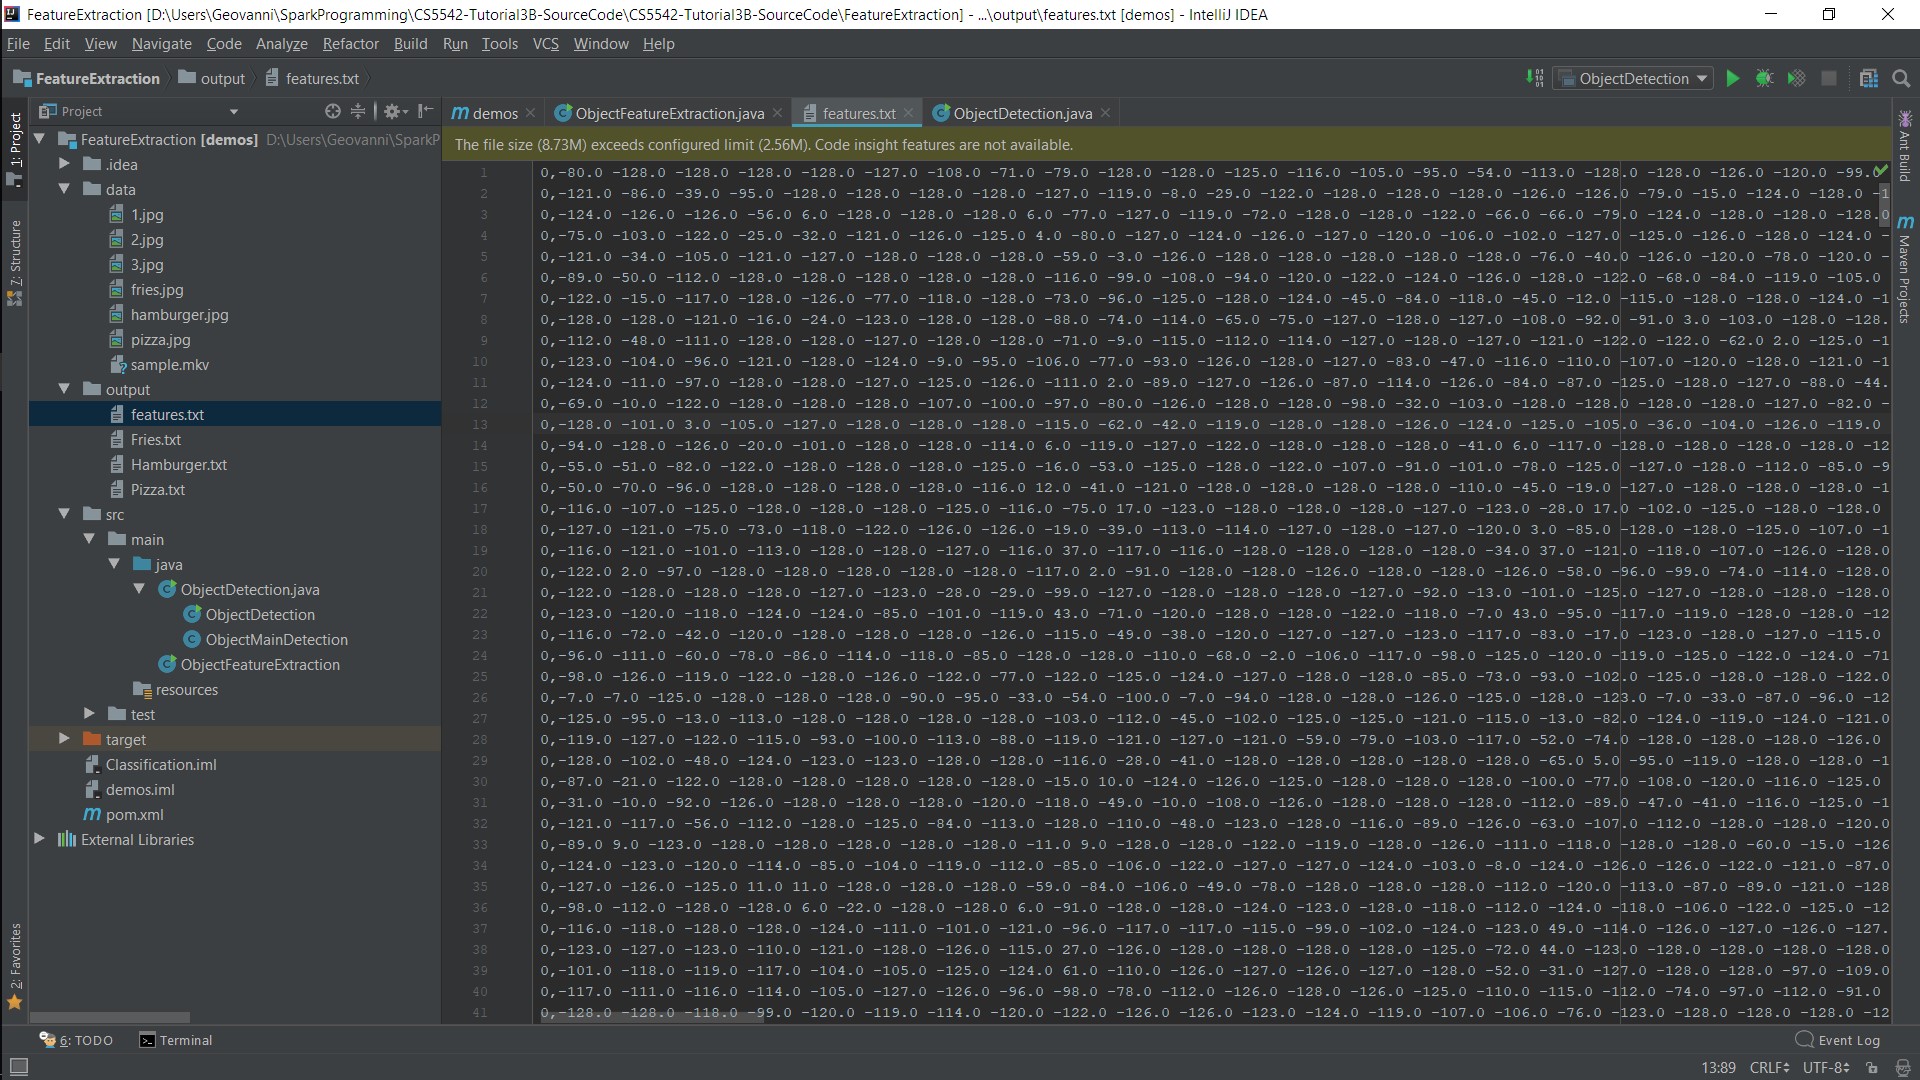 FeatureExtraction [D:\Users\Geovanni\SparkProgramming\CS5542-Tutorial3B-SourceCode\CS5542-Tutorial3B-SourceCode\FeatureExtraction] - ...\output\features.txt [demos] - IntelliJ IDEA
File Edit View Navigate Code Analyze Refactor Build Run Tools VCS Window Help
FeatureExtraction output features.txt ObjectDetection
Project
demos ObjectFeatureExtraction.java features.txt ObjectDetection.java
The file size (8.73M) exceeds configured limit (2.56M). Code insight features are not available.
1: Project
7: Structure
2: Favorites
FeatureExtraction [demos] D:\Users\Geovanni\SparkP
.idea
data
1.jpg
2.jpg
3.jpg
fries.jpg
hamburger.jpg
pizza.jpg
sample.mkv
output
features.txt
Fries.txt
Hamburger.txt
Pizza.txt
src
main
java
ObjectDetection.java
ObjectDetection
ObjectMainDetection
ObjectFeatureExtraction
resources
test
target
Classification.iml
demos.iml
pom.xml
External Libraries
1 0,-80.0 -128.0 -128.0 -128.0 -128.0 -127.0 -108.0 -71.0 -79.0 -128.0 -128.0 -125.0 -116.0 -105.0 -95.0 -54.0 -113.0 -128.0 -128.0 -126.0 -120.0 -99.0
2 0,-121.0 -86.0 -39.0 -95.0 -128.0 -128.0 -128.0 -128.0 -127.0 -119.0 -8.0 -29.0 -122.0 -128.0 -128.0 -128.0 -126.0 -126.0 -79.0 -15.0 -124.0 -128.0 -1
3 0,-124.0 -126.0 -126.0 -56.0 6.0 -128.0 -128.0 -128.0 6.0 -77.0 -127.0 -119.0 -72.0 -128.0 -128.0 -122.0 -66.0 -66.0 -79.0 -124.0 -128.0 -128.0 -128.0
4 0,-75.0 -103.0 -122.0 -25.0 -32.0 -121.0 -126.0 -125.0 4.0 -80.0 -127.0 -124.0 -126.0 -127.0 -120.0 -106.0 -102.0 -127.0 -125.0 -126.0 -128.0 -124.0 -
5 0,-121.0 -34.0 -105.0 -121.0 -127.0 -128.0 -128.0 -128.0 -59.0 -3.0 -126.0 -128.0 -128.0 -128.0 -128.0 -76.0 -40.0 -126.0 -120.0 -78.0 -120.0 -
6 0,-89.0 -50.0 -112.0 -128.0 -128.0 -128.0 -128.0 -128.0 -116.0 -99.0 -108.0 -94.0 -120.0 -122.0 -124.0 -126.0 -128.0 -122.0 -68.0 -84.0 -119.0 -105.0
7 0,-122.0 -15.0 -117.0 -128.0 -126.0 -77.0 -118.0 -128.0 -73.0 -96.0 -125.0 -128.0 -124.0 -45.0 -84.0 -118.0 -45.0 -12.0 -115.0 -128.0 -128.0 -124.0 -1
8 0,-128.0 -128.0 -121.0 -16.0 -24.0 -123.0 -128.0 -128.0 -88.0 -74.0 -114.0 -65.0 -75.0 -127.0 -128.0 -127.0 -108.0 -92.0 -91.0 3.0 -103.0 -128.0 -128.
9 0,-112.0 -48.0 -111.0 -128.0 -128.0 -127.0 -128.0 -128.0 -71.0 -9.0 -115.0 -112.0 -114.0 -127.0 -128.0 -127.0 -121.0 -122.0 -122.0 -62.0 2.0 -125.0 -1
10 0,-123.0 -104.0 -96.0 -121.0 -128.0 -124.0 -9.0 -95.0 -106.0 -77.0 -93.0 -126.0 -128.0 -127.0 -83.0 -47.0 -116.0 -110.0 -107.0 -120.0 -128.0 -121.0 -1
11 0,-124.0 -11.0 -97.0 -128.0 -128.0 -127.0 -125.0 -126.0 -111.0 2.0 -89.0 -127.0 -126.0 -87.0 -114.0 -126.0 -84.0 -87.0 -125.0 -128.0 -127.0 -88.0 -44.
12 0,-69.0 -10.0 -122.0 -128.0 -128.0 -128.0 -107.0 -100.0 -97.0 -80.0 -126.0 -128.0 -128.0 -98.0 -32.0 -103.0 -128.0 -128.0 -128.0 -128.0 -127.0 -82.0 -
13 0,-128.0 -101.0 3.0 -105.0 -127.0 -128.0 -128.0 -128.0 -115.0 -62.0 -42.0 -119.0 -128.0 -128.0 -126.0 -124.0 -125.0 -105.0 -36.0 -104.0 -126.0 -119.0
14 0,-94.0 -128.0 -126.0 -20.0 -101.0 -128.0 -128.0 -114.0 6.0 -119.0 -127.0 -122.0 -128.0 -128.0 -128.0 -41.0 6.0 -117.0 -128.0 -128.0 -128.0 -128.0 -12
15 0,-55.0 -51.0 -82.0 -122.0 -128.0 -128.0 -128.0 -125.0 -16.0 -53.0 -125.0 -128.0 -122.0 -107.0 -91.0 -101.0 -78.0 -125.0 -127.0 -128.0 -112.0 -85.0 -9
16 0,-50.0 -70.0 -96.0 -128.0 -128.0 -128.0 -128.0 -116.0 12.0 -41.0 -121.0 -128.0 -128.0 -128.0 -128.0 -110.0 -45.0 -19.0 -127.0 -128.0 -128.0 -128.0 -1
17 0,-116.0 -107.0 -125.0 -128.0 -128.0 -128.0 -125.0 -116.0 -75.0 17.0 -123.0 -128.0 -128.0 -128.0 -127.0 -123.0 -28.0 17.0 -102.0 -125.0 -128.0 -128.0
18 0,-127.0 -121.0 -75.0 -73.0 -118.0 -122.0 -126.0 -126.0 -19.0 -39.0 -113.0 -114.0 -127.0 -128.0 -127.0 -120.0 3.0 -85.0 -128.0 -128.0 -125.0 -107.0 -1
19 0,-116.0 -121.0 -101.0 -113.0 -128.0 -128.0 -127.0 -116.0 37.0 -117.0 -116.0 -128.0 -128.0 -128.0 -128.0 -34.0 37.0 -121.0 -118.0 -107.0 -126.0 -128.0
20 0,-122.0 2.0 -97.0 -128.0 -128.0 -128.0 -128.0 -128.0 -117.0 2.0 -91.0 -128.0 -128.0 -126.0 -128.0 -128.0 -126.0 -58.0 -96.0 -99.0 -74.0 -114.0 -128.0
21 0,-122.0 -128.0 -128.0 -128.0 -127.0 -123.0 -28.0 -29.0 -99.0 -127.0 -128.0 -128.0 -128.0 -127.0 -92.0 -13.0 -101.0 -125.0 -127.0 -128.0 -128.0 -128.0
22 0,-123.0 -120.0 -118.0 -124.0 -124.0 -85.0 -101.0 -119.0 43.0 -71.0 -120.0 -128.0 -128.0 -122.0 -118.0 -7.0 43.0 -95.0 -117.0 -119.0 -128.0 -128.0 -12
23 0,-116.0 -72.0 -42.0 -120.0 -128.0 -128.0 -128.0 -126.0 -115.0 -49.0 -38.0 -120.0 -127.0 -127.0 -123.0 -117.0 -83.0 -17.0 -123.0 -128.0 -127.0 -115.0
24 0,-96.0 -111.0 -60.0 -78.0 -86.0 -114.0 -118.0 -85.0 -128.0 -128.0 -110.0 -68.0 -2.0 -106.0 -117.0 -98.0 -125.0 -120.0 -119.0 -125.0 -122.0 -124.0 -71
25 0,-98.0 -126.0 -119.0 -122.0 -128.0 -126.0 -122.0 -77.0 -122.0 -125.0 -124.0 -127.0 -128.0 -128.0 -85.0 -73.0 -93.0 -102.0 -125.0 -128.0 -128.0 -122.0
26 0,-7.0 -7.0 -125.0 -128.0 -128.0 -128.0 -90.0 -95.0 -33.0 -54.0 -100.0 -7.0 -94.0 -128.0 -128.0 -126.0 -125.0 -128.0 -123.0 -7.0 -33.0 -87.0 -96.0 -12
27 0,-125.0 -95.0 -13.0 -113.0 -128.0 -128.0 -128.0 -128.0 -103.0 -112.0 -45.0 -102.0 -125.0 -125.0 -121.0 -115.0 -13.0 -82.0 -124.0 -119.0 -124.0 -121.0
28 0,-119.0 -127.0 -122.0 -115.0 -93.0 -100.0 -113.0 -88.0 -119.0 -121.0 -127.0 -121.0 -59.0 -79.0 -103.0 -117.0 -52.0 -74.0 -128.0 -128.0 -128.0 -126.0
29 0,-128.0 -102.0 -48.0 -124.0 -123.0 -123.0 -128.0 -128.0 -116.0 -28.0 -41.0 -128.0 -128.0 -128.0 -128.0 -128.0 -65.0 5.0 -95.0 -119.0 -128.0 -128.0 -1
30 0,-87.0 -21.0 -122.0 -128.0 -128.0 -128.0 -128.0 -128.0 -15.0 10.0 -124.0 -126.0 -125.0 -128.0 -128.0 -128.0 -100.0 -77.0 -108.0 -120.0 -116.0 -125.0
31 0,-31.0 -10.0 -92.0 -126.0 -128.0 -128.0 -128.0 -120.0 -118.0 -49.0 -10.0 -108.0 -126.0 -128.0 -128.0 -128.0 -112.0 -89.0 -47.0 -41.0 -116.0 -125.0 -1
32 0,-121.0 -117.0 -56.0 -112.0 -128.0 -125.0 -84.0 -113.0 -128.0 -110.0 -48.0 -123.0 -128.0 -116.0 -89.0 -126.0 -63.0 -107.0 -112.0 -128.0 -128.0 -120.0
33 0,-89.0 9.0 -123.0 -128.0 -128.0 -128.0 -128.0 -128.0 -11.0 9.0 -128.0 -128.0 -122.0 -119.0 -128.0 -126.0 -111.0 -118.0 -128.0 -128.0 -60.0 -15.0 -126
34 0,-124.0 -123.0 -120.0 -114.0 -85.0 -104.0 -119.0 -112.0 -85.0 -106.0 -122.0 -127.0 -127.0 -124.0 -103.0 -8.0 -124.0 -126.0 -126.0 -122.0 -121.0 -87.0
35 0,-127.0 -126.0 -125.0 11.0 11.0 -128.0 -128.0 -128.0 -59.0 -84.0 -106.0 -49.0 -78.0 -128.0 -128.0 -128.0 -112.0 -120.0 -113.0 -87.0 -89.0 -121.0 -128
36 0,-98.0 -112.0 -128.0 -128.0 6.0 -22.0 -128.0 -128.0 6.0 -91.0 -128.0 -128.0 -124.0 -123.0 -128.0 -118.0 -112.0 -124.0 -118.0 -106.0 -122.0 -125.0 -12
37 0,-116.0 -118.0 -128.0 -128.0 -124.0 -111.0 -101.0 -121.0 -96.0 -117.0 -117.0 -115.0 -99.0 -102.0 -124.0 -123.0 49.0 -114.0 -126.0 -127.0 -126.0 -127.
38 0,-123.0 -127.0 -123.0 -110.0 -121.0 -128.0 -126.0 -115.0 27.0 -126.0 -128.0 -128.0 -128.0 -128.0 -125.0 -72.0 44.0 -123.0 -128.0 -128.0 -128.0 -128.0
39 0,-101.0 -118.0 -119.0 -117.0 -104.0 -105.0 -125.0 -124.0 61.0 -110.0 -126.0 -127.0 -126.0 -127.0 -128.0 -52.0 -31.0 -127.0 -128.0 -128.0 -97.0 -109.0
40 0,-117.0 -111.0 -116.0 -114.0 -105.0 -127.0 -126.0 -96.0 -98.0 -78.0 -112.0 -126.0 -128.0 -126.0 -125.0 -110.0 -115.0 -112.0 -74.0 -97.0 -112.0 -91.0
41 0,-128.0 -128.0 -118.0 -99.0 -120.0 -119.0 -114.0 -120.0 -122.0 -126.0 -126.0 -123.0 -124.0 -119.0 -107.0 -106.0 -76.0 -123.0 -128.0 -128.0 -128.0 -12
Ant Build
Maven Projects
6: TODO Terminal Event Log
13:89 CRLF UTF-8